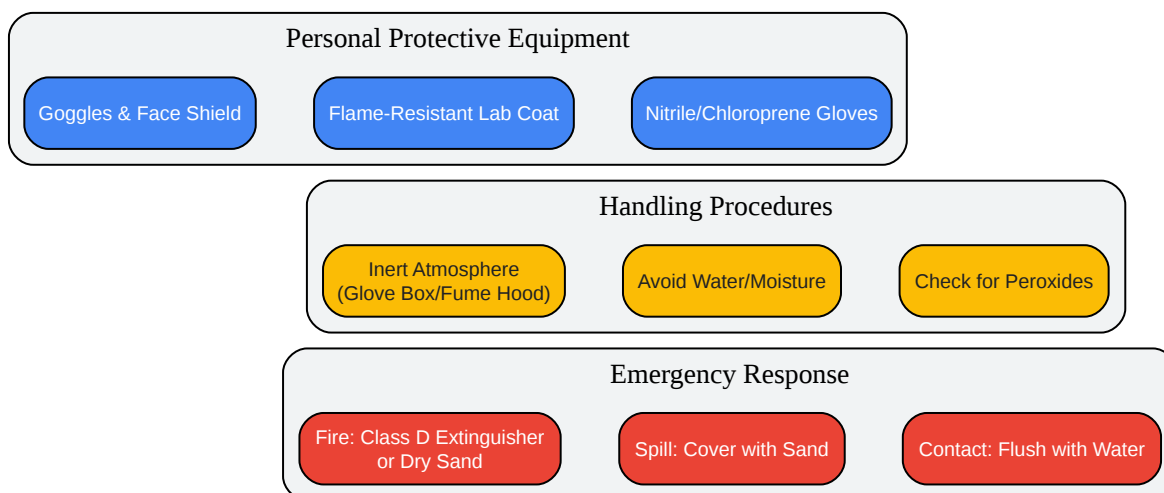 Personal Protective Equipment
Goggles & Face Shield
Flame-Resistant Lab Coat
Nitrile/Chloroprene Gloves
Handling Procedures
Inert Atmosphere
(Glove Box/Fume Hood)
Avoid Water/Moisture
Check for Peroxides
Emergency Response
Fire: Class D Extinguisher
or Dry Sand
Spill: Cover with Sand
Contact: Flush with Water